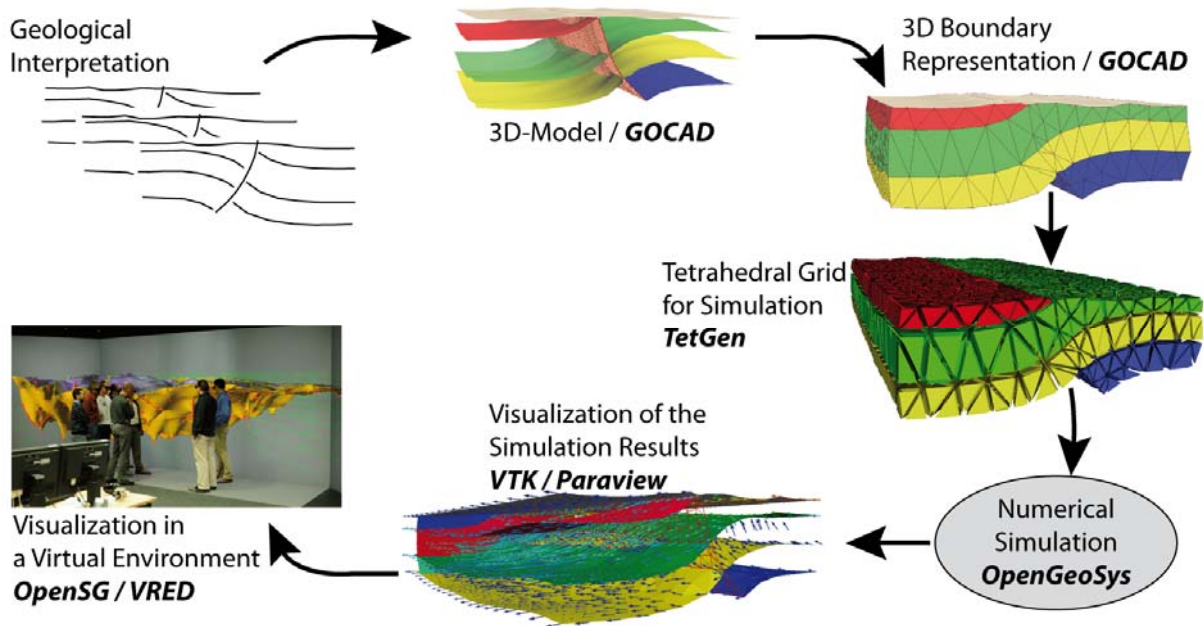 Geological
Interpretation
3D-Model / GOCAD
3D Boundary
Representation / GOCAD
Tetrahedral Grid
for Simulation
TetGen
Numerical
Simulation
OpenGeoSys
Visualization of the
Simulation Results
VTK / Paraview
Visualization in
a Virtual Environment
OpenSG / VRED